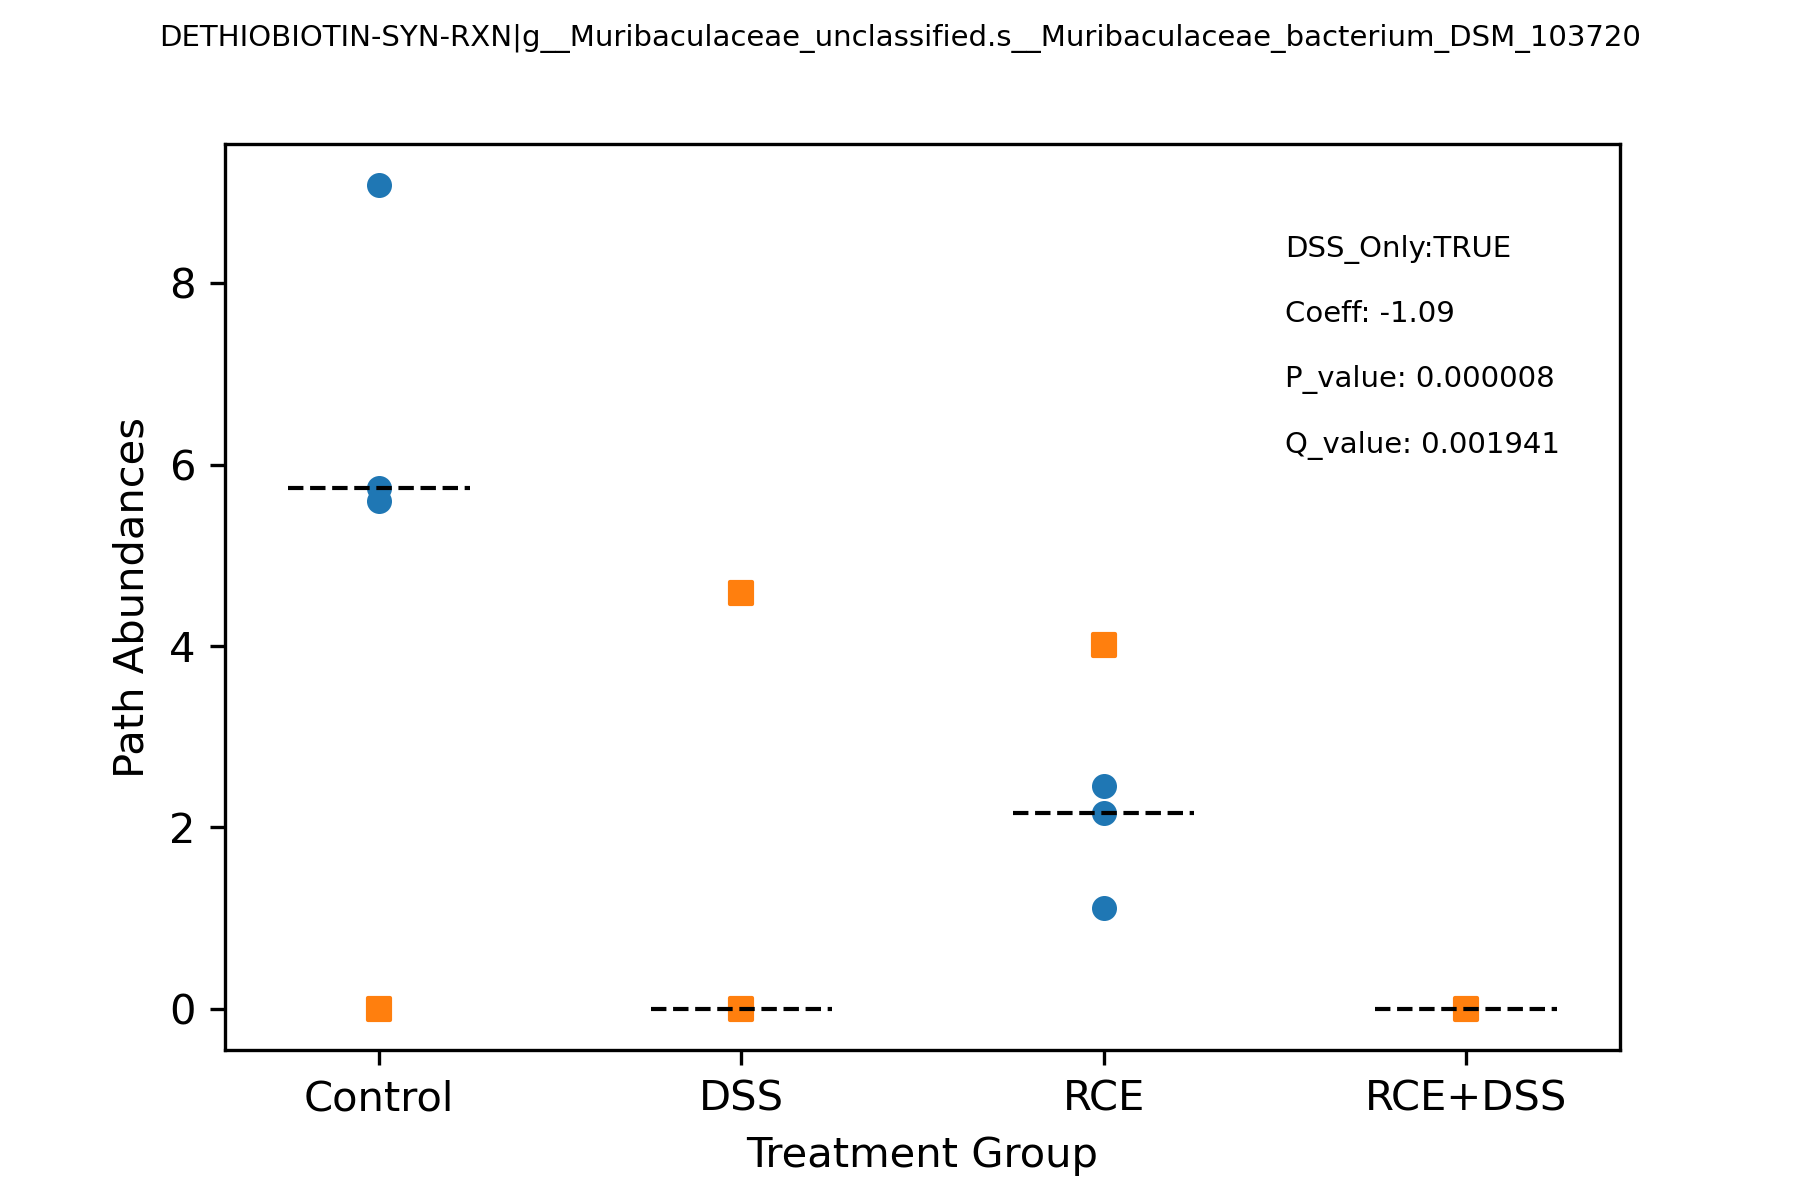 DETHIOBIOTIN-SYN-RXN|g__Muribaculaceae_unclassified.s__Muribaculaceae_bacterium_DSM_103720
DSS_Only:TRUE
Coeff: -1.09
P_value: 0.000008
Q_value: 0.001941
Path Abundances
8
6
4
2
0
Control DSS RCE RCE+DSS
Treatment Group